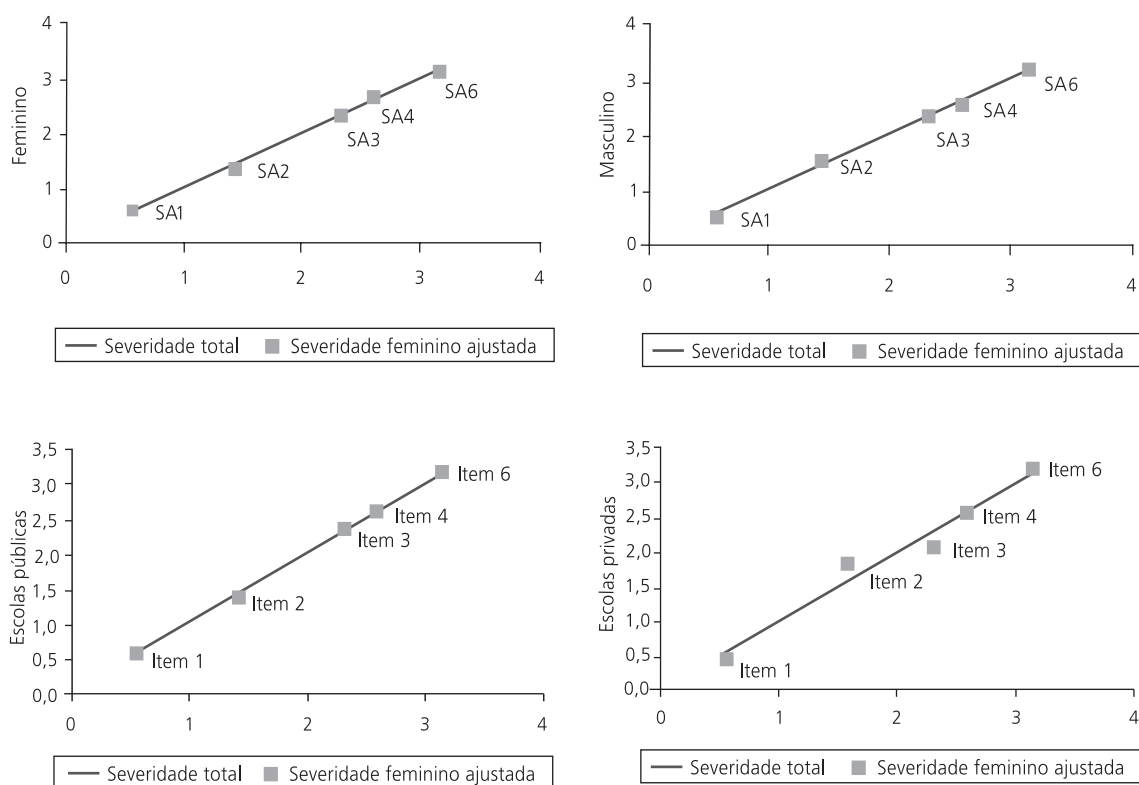 4
3
2
1
0
Feminino
SA1
SA2
SA3
SA4
SA6
0 1 2 3 4
Severidade total Severidade feminino ajustada
4
3
2
1
0
Masculino
SA1
SA2
SA3
SA4
SA6
0 1 2 3 4
Severidade total Severidade feminino ajustada
3,5
3,0
2,5
2,0
1,5
1,0
0,5
0,0
Escolas públicas
Item 1
Item 2
Item 3
Item 4
Item 6
0 1 2 3 4
Severidade total Severidade feminino ajustada
3,5
3,0
2,5
2,0
1,5
1,0
0,5
0,0
Escolas privadas
Item 1
Item 2
Item 3
Item 4
Item 6
0 1 2 3 4
Severidade total Severidade feminino ajustada